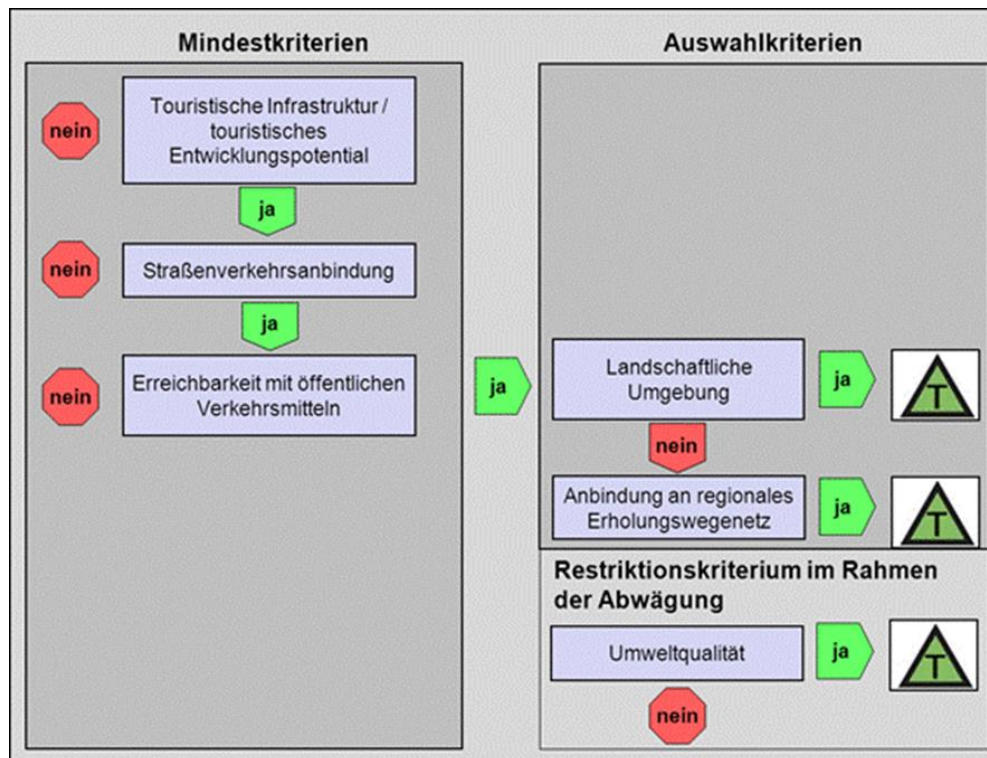 Mindestkriterien
nein
Touristische Infrastruktur /
touristisches
Entwicklungspotential
ja
nein
Straßenverkehrsanbindung
ja
nein
Erreichbarkeit mit öffentlichen
Verkehrsmitteln
ja
Auswahlkriterien
Landschaftliche
Umgebung
ja
T
nein
Anbindung an regionales
Erholungswegenetz
ja
T
Restriktionskriterium im Rahmen
der Abwägung
Umweltqualität
ja
T
nein